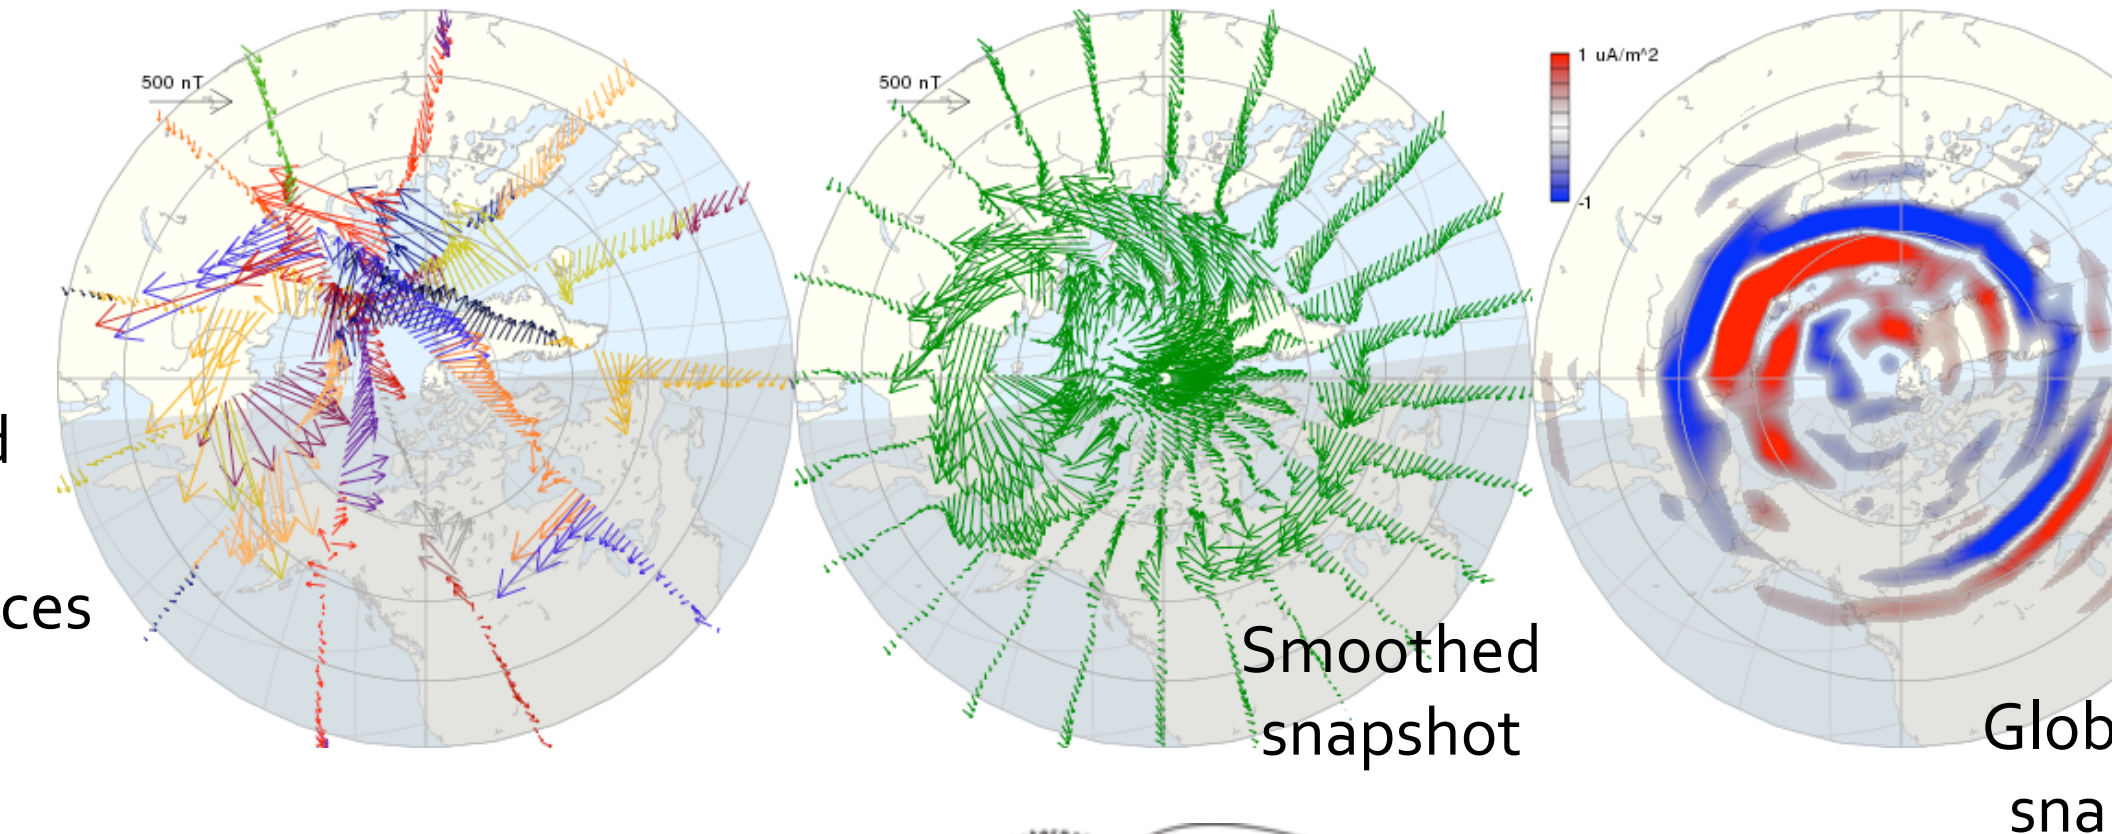 500 nT
500 nT
1 uA/m^2
-1
d
ces
Smoothed
snapshot
Glob
sna